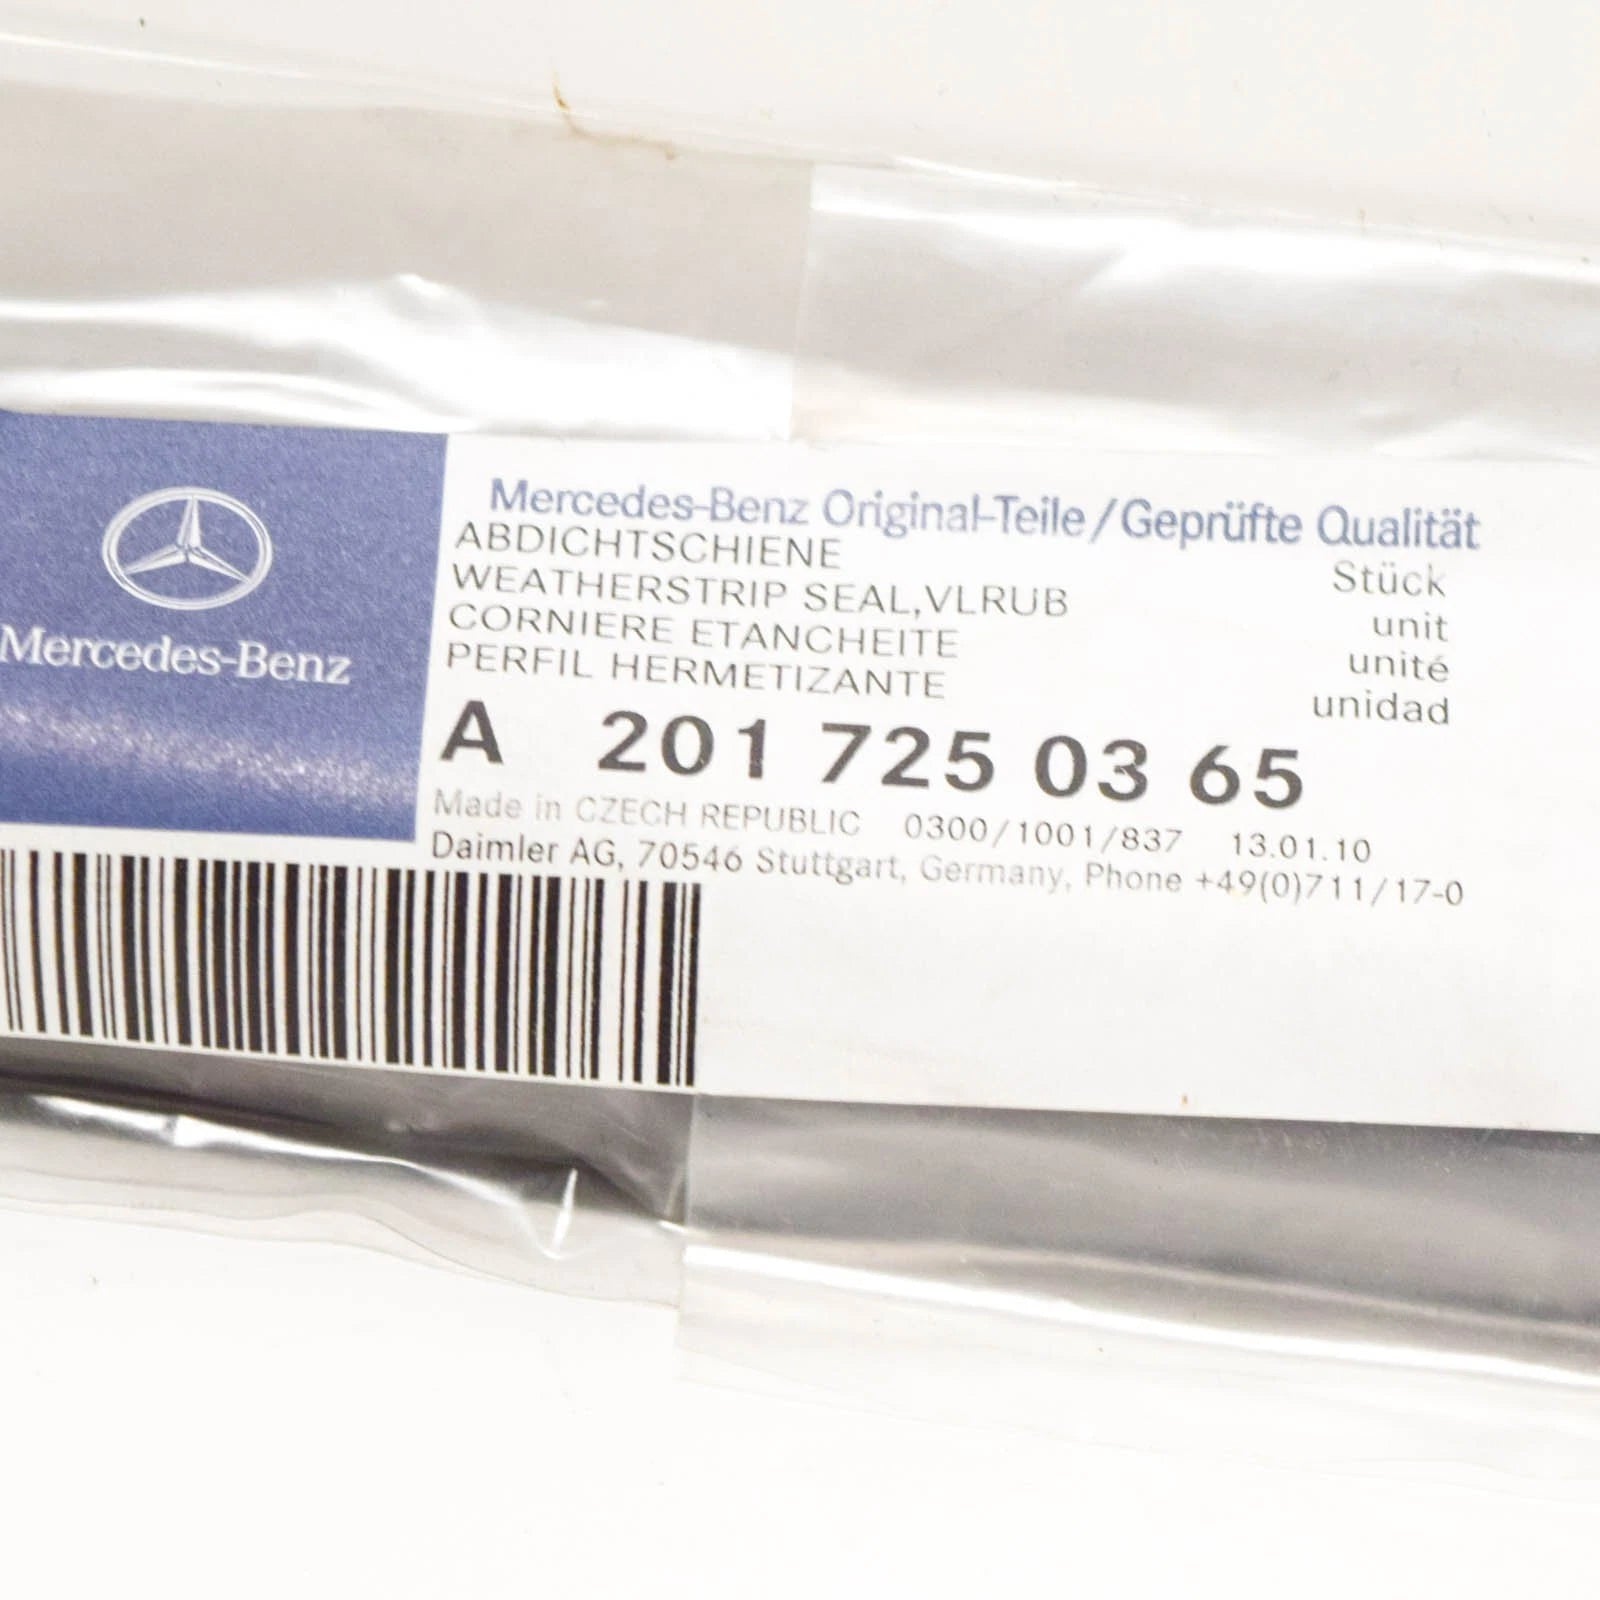 Mercedes-Benz
Mercedes-Benz Original-Teile/Geprüfte Qualität
ABDICHTSCHIENE
WEATHERSTRIP SEAL,VLRUB
CORNIERE ETANCHEITE
PERFIL HERMETIZANTE
Stück
unit
unité
unidad
A 201 725 03 65
Made in CZECH REPUBLIC 0300/1001/837 13.01.10
Daimler AG, 70546 Stuttgart, Germany, Phone +49(0)711/17-0